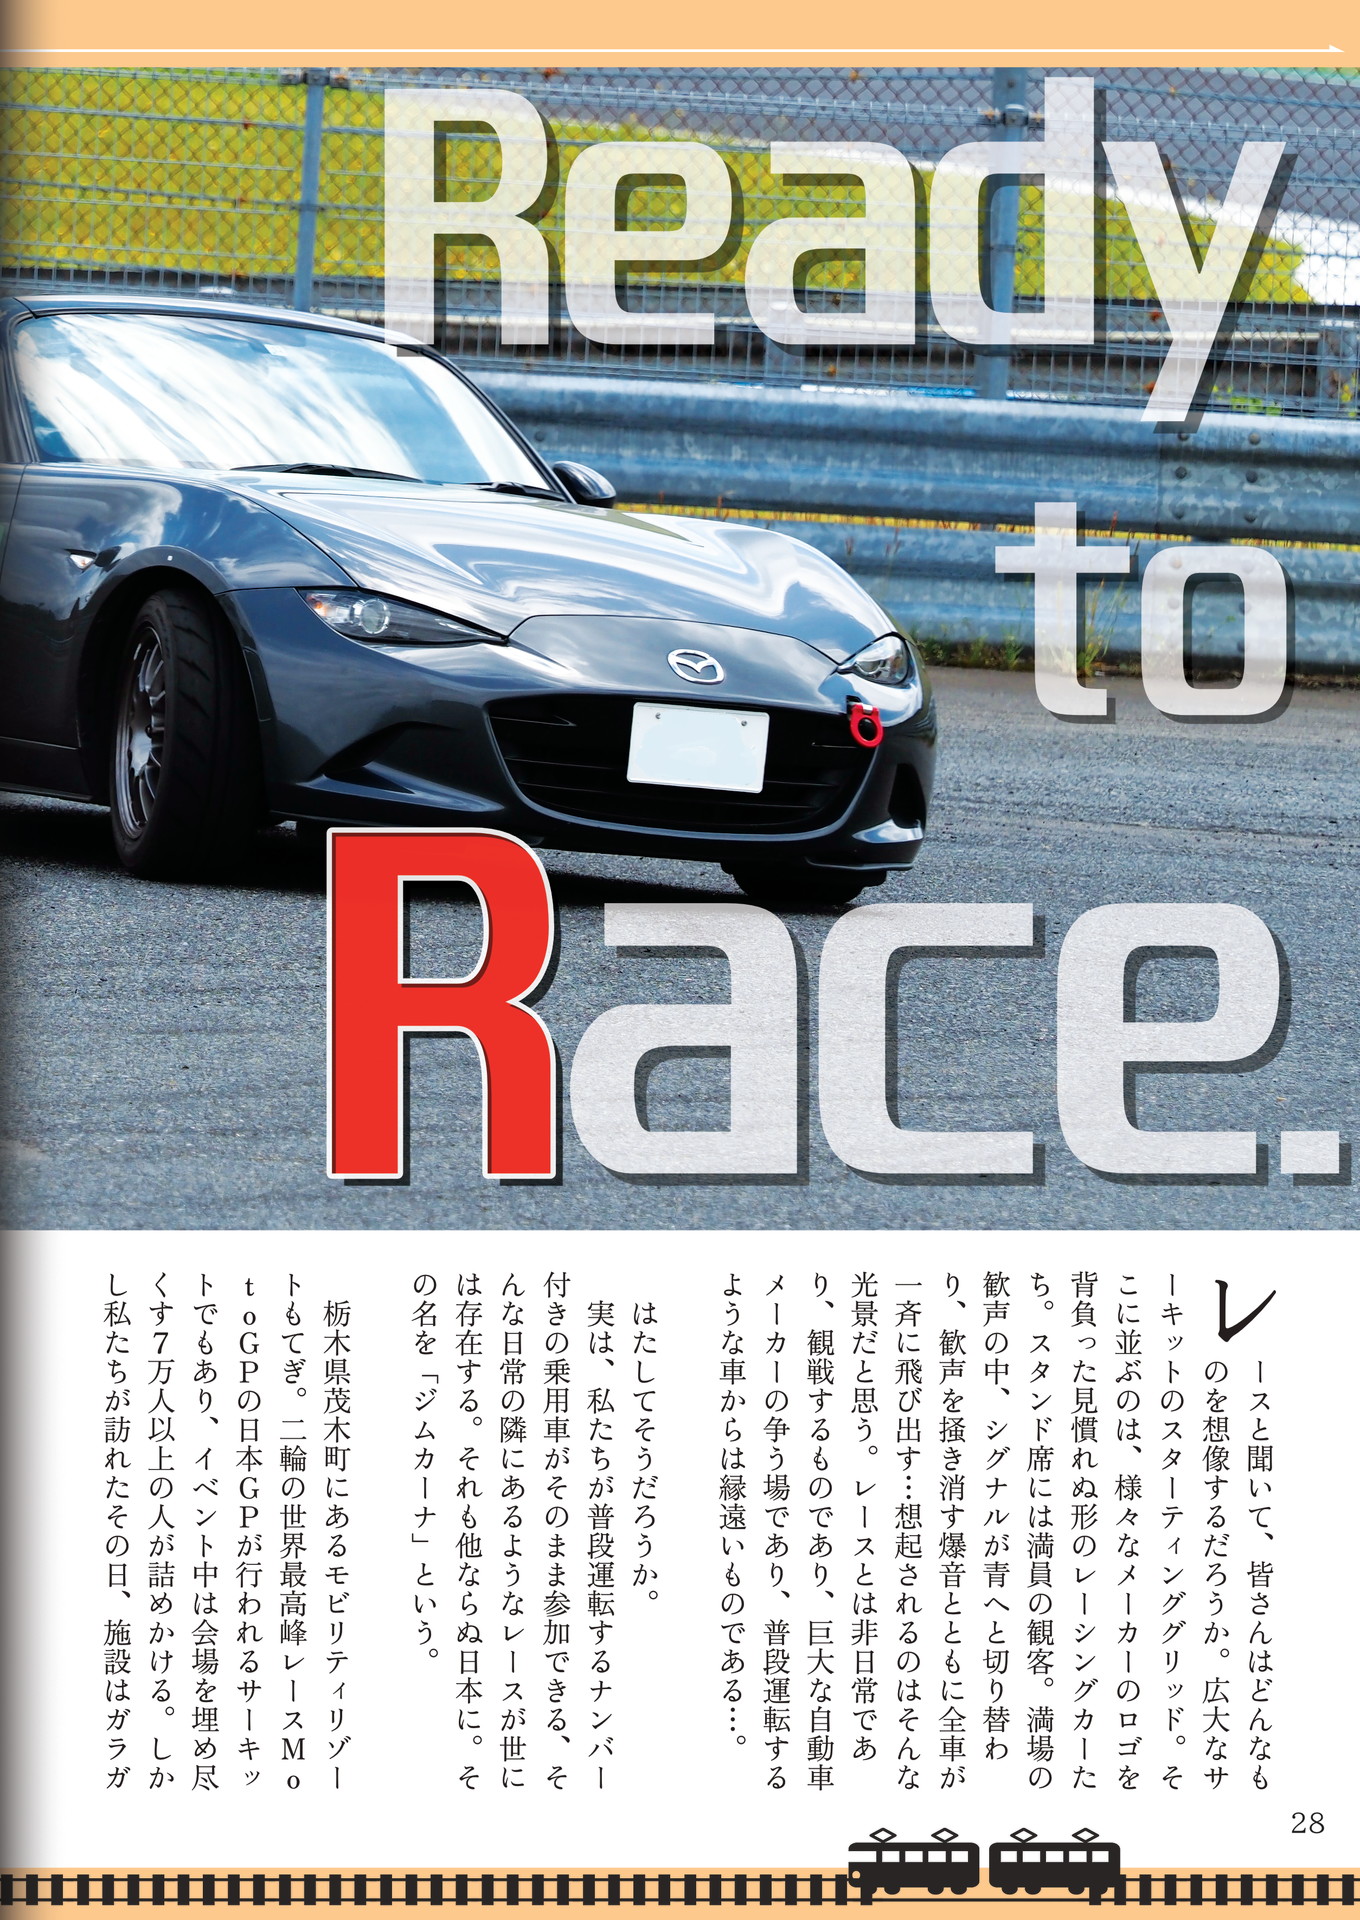 Ready
to
Race.
レースと聞いて、皆さんはどんなも
のを想像するだろうか。広大なサ
ーキットのスターティンググリッド。そ
こに並ぶのは、様々なメーカーのロゴを
背負った見慣れぬ形のレーシングカーた
ち。スタンド席には満員の観客。満場の
歓声の中、シグナルが青へと切り替わ
り、歓声を掻き消す爆音とともに全車が
一斉に飛び出す…想起されるのはそんな
光景だと思う。レースとは非日常であ
り、観戦するものであり、巨大な自動車
メーカーの争う場であり、普段運転する
ような車からは縁遠いものである…。
はたしてそうだろうか。
実は、私たちが普段運転するナンバー
付きの乗用車がそのまま参加できる、そ
んな日常の隣にあるようなレースが世に
は存在する。それも他ならぬ日本に。そ
の名を「ジムカーナ」という。
栃木県茂木町にあるモビリティリゾー
トもてぎ。二輪の世界最高峰レースMo
toGPの日本GPが行われるサーキッ
トでもあり、イベント中は会場を埋め尽
くす7万人以上の人が詰めかける。しか
し私たちが訪れたその日、施設はガラガ
28